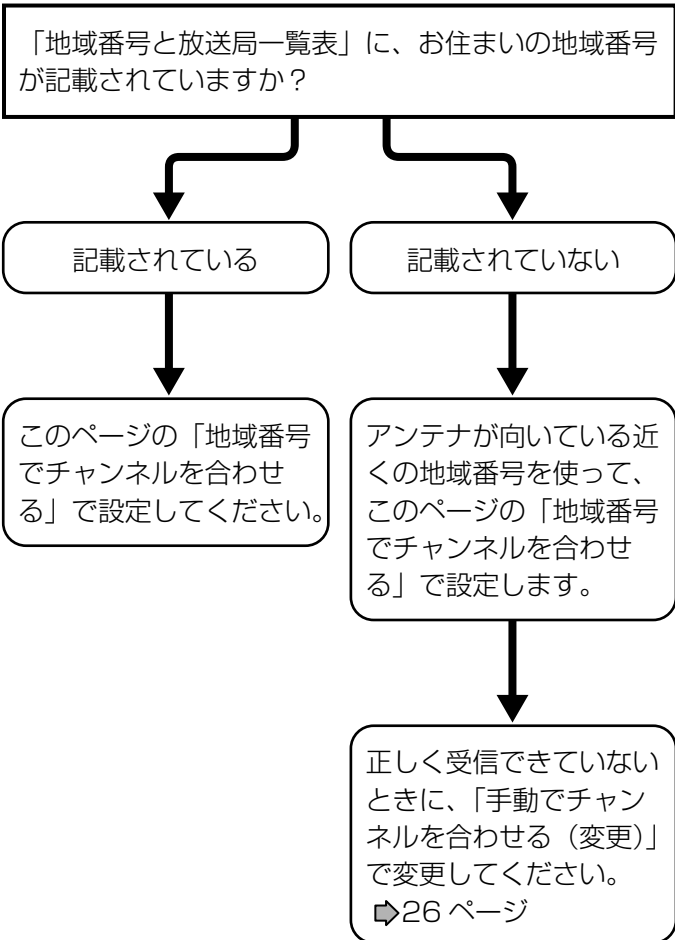 「地域番号と放送局一覧表」に、お住まいの地域番号
が記載されていますか？
記載されている
記載されていない
このページの「地域番号
でチャンネルを合わせ
る」で設定してください。
アンテナが向いている近
くの地域番号を使って、
このページの「地域番号
でチャンネルを合わせ
る」で設定します。
正しく受信できていない
ときに、「手動でチャン
ネルを合わせる（変更）」
で変更してください。
➪26 ページ